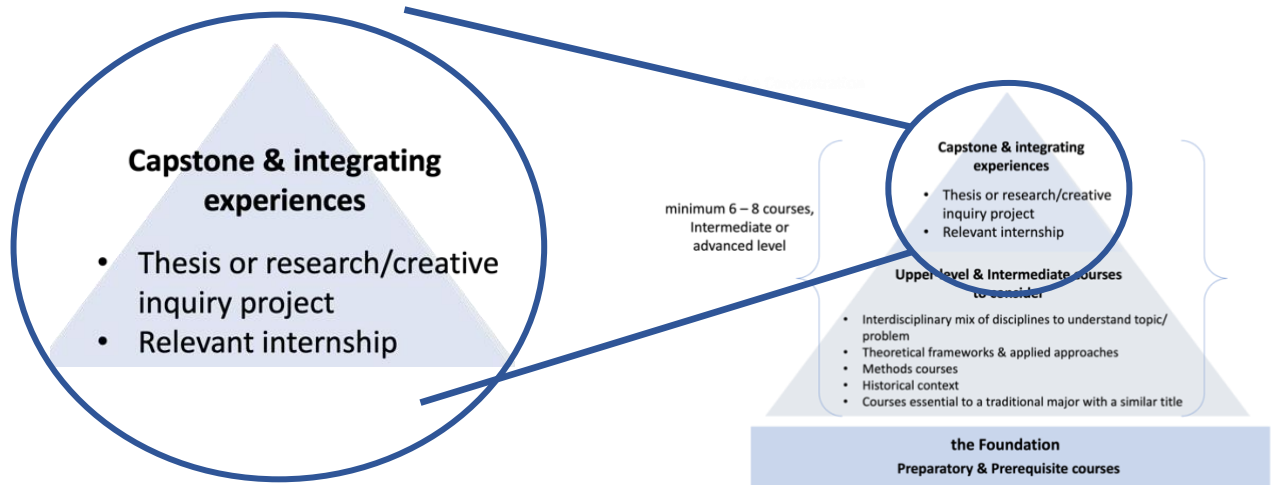 Capstone & integrating
experiences
• Thesis or research/creative
inquiry project
• Relevant internship
minimum 6 – 8 courses,
Intermediate or
advanced level
Capstone & integrating
experiences
• Thesis or research/creative
inquiry project
• Relevant internship
Upper level & Intermediate courses
to consider
• Interdisciplinary mix of disciplines to understand topic/
problem
• Theoretical frameworks & applied approaches
• Methods courses
• Historical context
• Courses essential to a traditional major with a similar title
the Foundation
Preparatory & Prerequisite courses